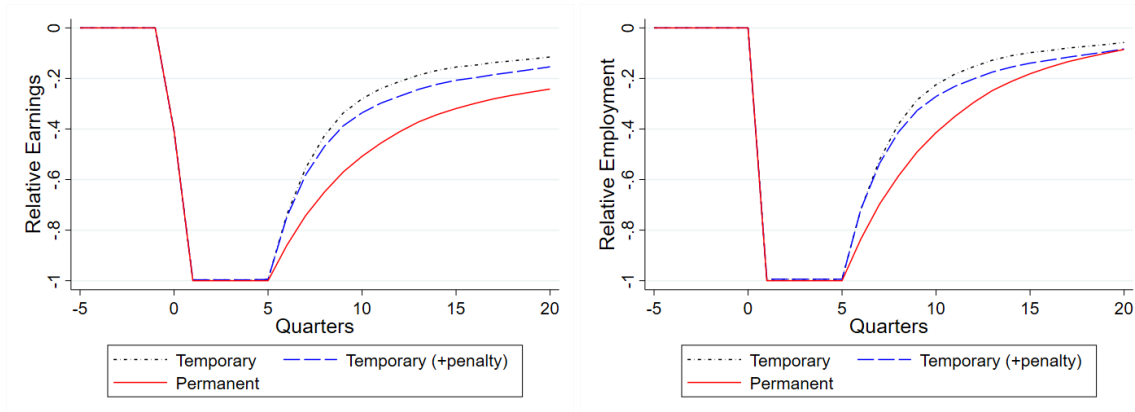 Relative Earnings
0
-.2
-.4
-.6
-.8
-1
-5 0 5 10 15 20
Quarters
Temporary Temporary (+penalty)
Permanent
Relative Employment
0
-.2
-.4
-.6
-.8
-1
-5 0 5 10 15 20
Quarters
Temporary Temporary (+penalty)
Permanent